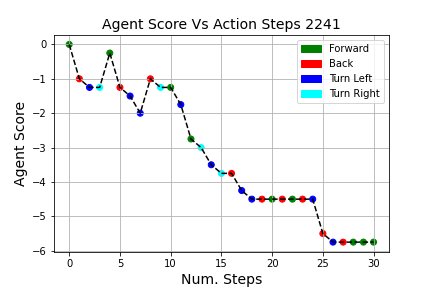 Agent Score Vs Action Steps 2241
Agent Score
0
−1
−2
−3
−4
−5
−6
Forward
Back
Turn Left
Turn Right
0 5 10 15 20 25 30
Num. Steps